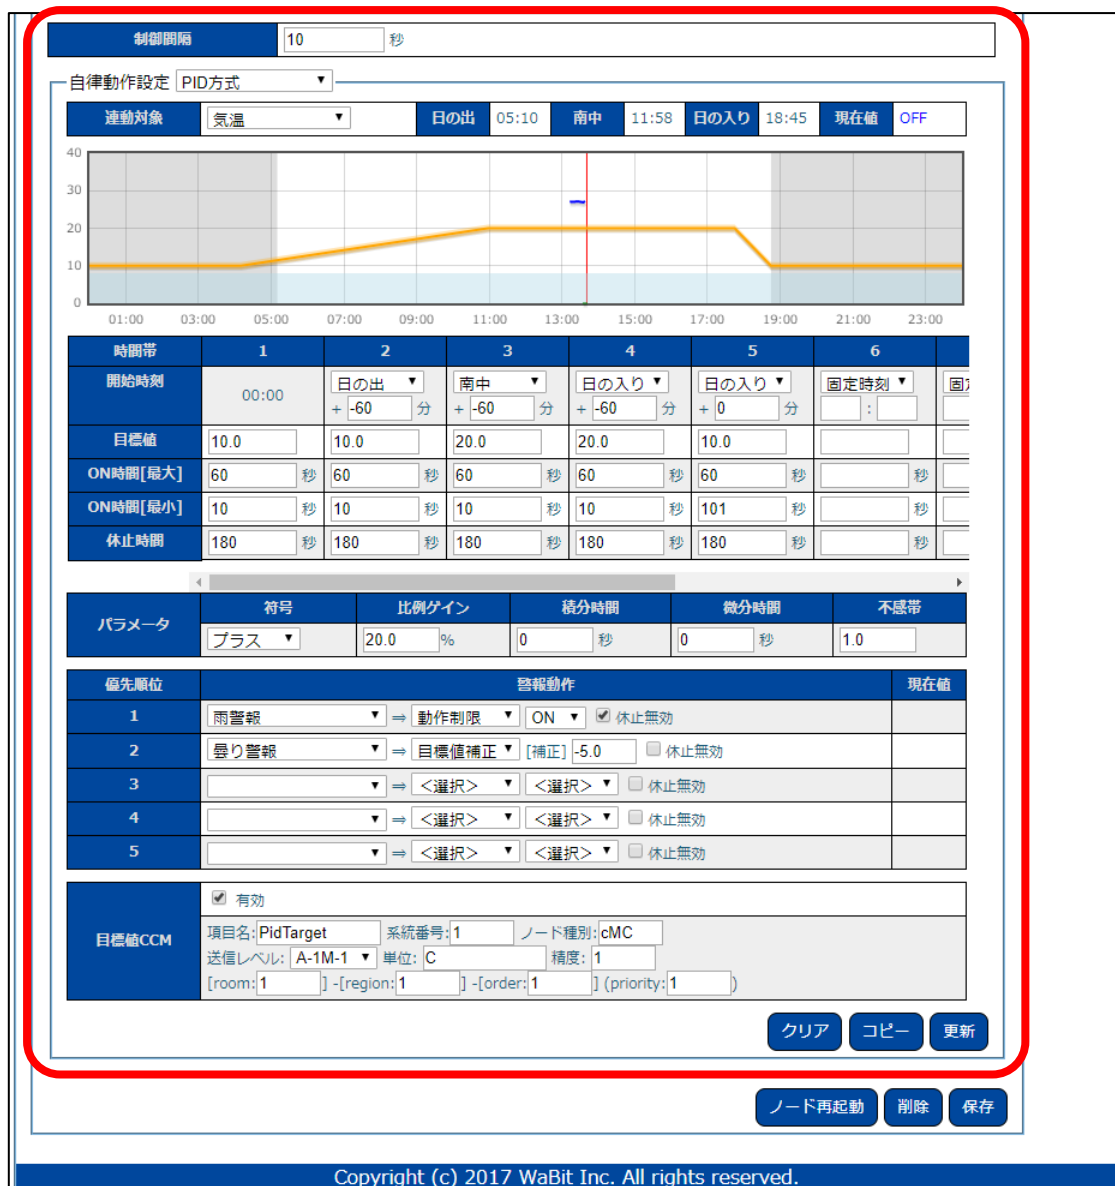 制御間隔 10 秒
自律動作設定 PID方式
連動対象 気温 日の出 05:10 南中 11:58 日の入り 18:45 現在値 OFF
40
30
20
10
0
01:00 03:00 05:00 07:00 09:00 11:00 13:00 15:00 17:00 19:00 21:00 23:00
時間帯 1 2 3 4 5 6
開始時刻 00:00 日の出 南中 日の入り 日の入り 固定時刻
+ -60 分 + -60 分 + -60 分 + 0 分 :
目標値 10.0 10.0 20.0 20.0 10.0
ON時間[最大] 60 秒 60 秒 60 秒 60 秒 60 秒 秒
ON時間[最小] 10 秒 10 秒 10 秒 10 秒 101 秒 秒
休止時間 180 秒 180 秒 180 秒 180 秒 180 秒 秒
パラメータ 符号 比例ゲイン 積分時間 微分時間 不感帯
プラス 20.0 % 0 秒 0 秒 1.0
優先順位 警報動作 現在値
1 雨警報 ⇒ 動作制限 ON 休止無効
2 曇り警報 ⇒ 目標値補正 [補正] -5.0 休止無効
3 ⇒ <選択> <選択> 休止無効
4 ⇒ <選択> <選択> 休止無効
5 ⇒ <選択> <選択> 休止無効
目標値CCM 有効
項目名: PidTarget 系統番号: 1 ノード種別: cMC
送信レベル: A-1M-1 単位: C 精度: 1
[room: 1 ] -[region: 1 ] -[order: 1 ] (priority: 1 )
クリア コピー 更新
ノード再起動 削除 保存
Copyright (c) 2017 WaBit Inc. All rights reserved.